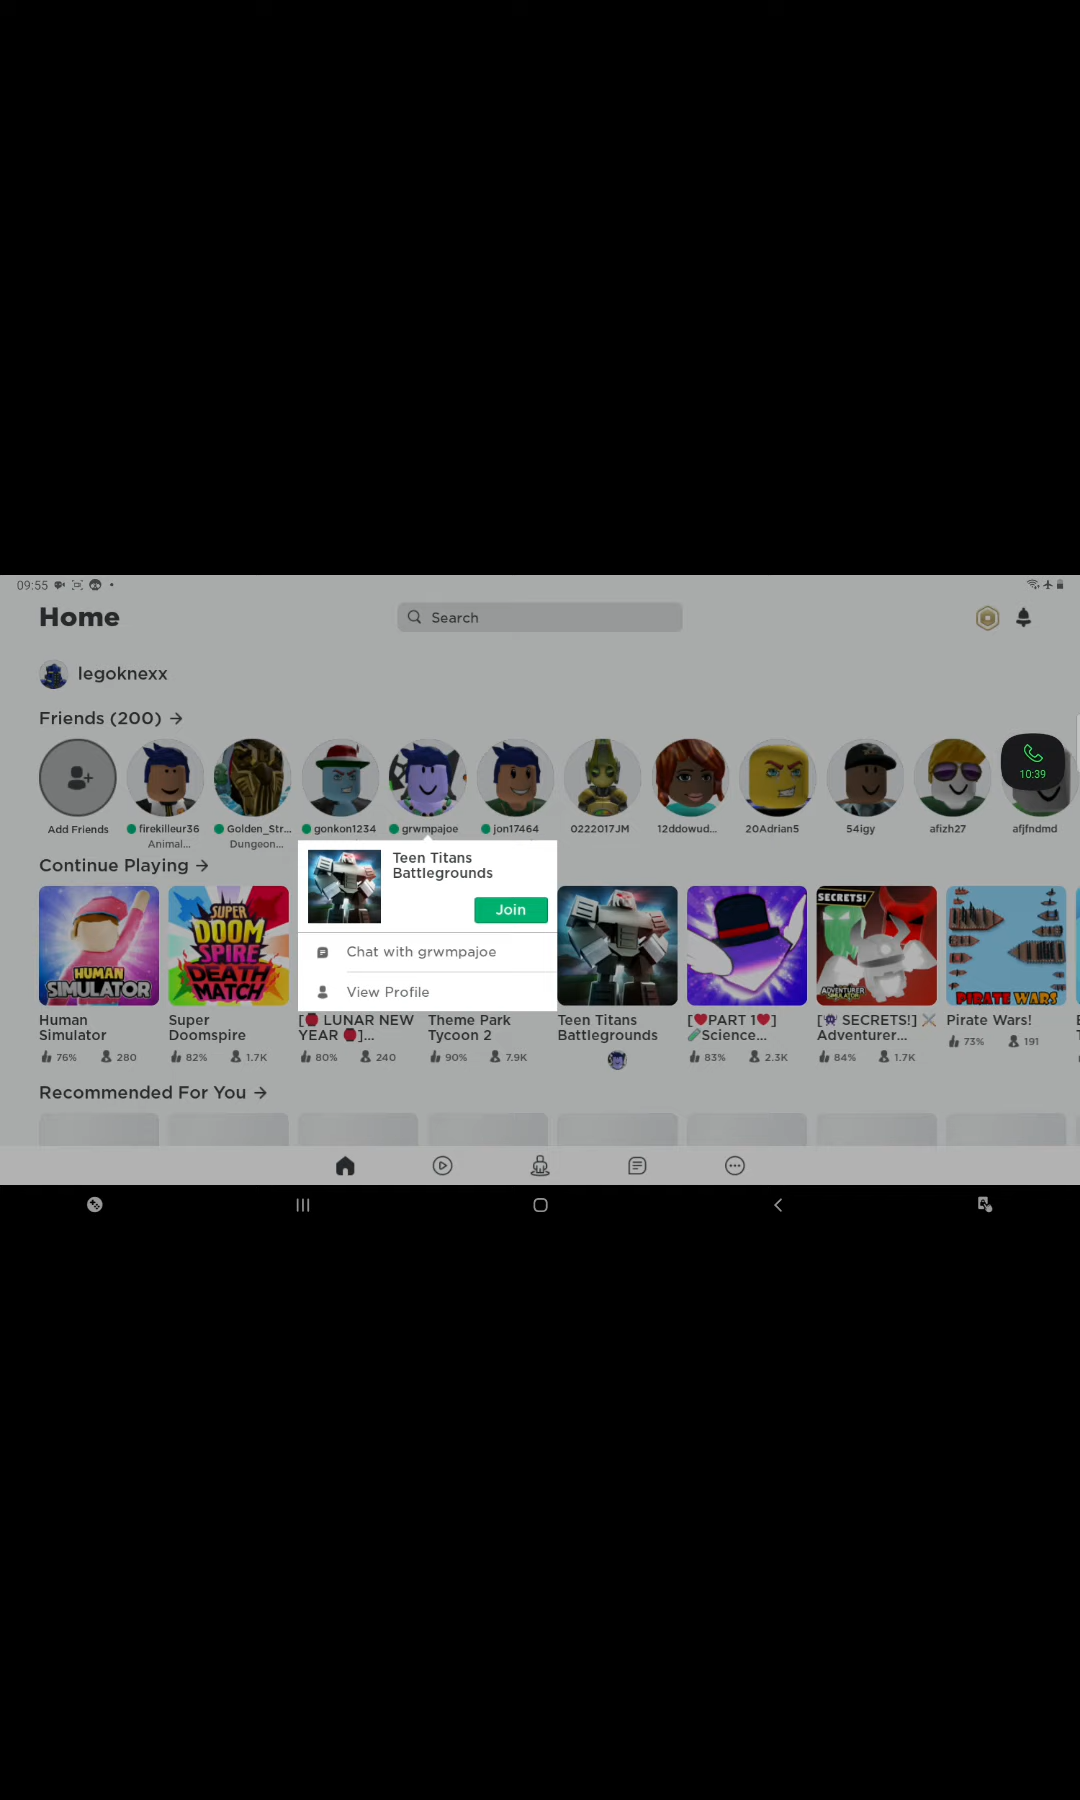 09:55
Home
Search
legoknexx
Friends (200) →
10:39
Add Friends
firekilleur36
Golden_Str...
gonkon1234
grwmpajoe
jon17464
0222017JM
12ddowud...
20Adrian5
54igy
afizh27
afjfndmd
Animal...
Dungeon...
Continue Playing →
Teen Titans
Battlegrounds
Join
Chat with grwmpajoe
View Profile
HUMAN
SIMULATOR
SUPER
DOOM
SPIRE
DEATH
MATCH
SECRETS!
ADVENTURER
SIMULATOR
PIRATE WARS!
Human
Simulator
76% 280
Super
Doomspire
82% 1.7K
[🔴 LUNAR NEW
YEAR 🔴]...
80% 240
Theme Park
Tycoon 2
90% 7.9K
Teen Titans
Battlegrounds
[❤️PART 1❤️]
🧪Science...
83% 2.3K
[👾 SECRETS!] ⚔️
Adventurer...
84% 1.7K
Pirate Wars!
73% 191
Recommended For You →